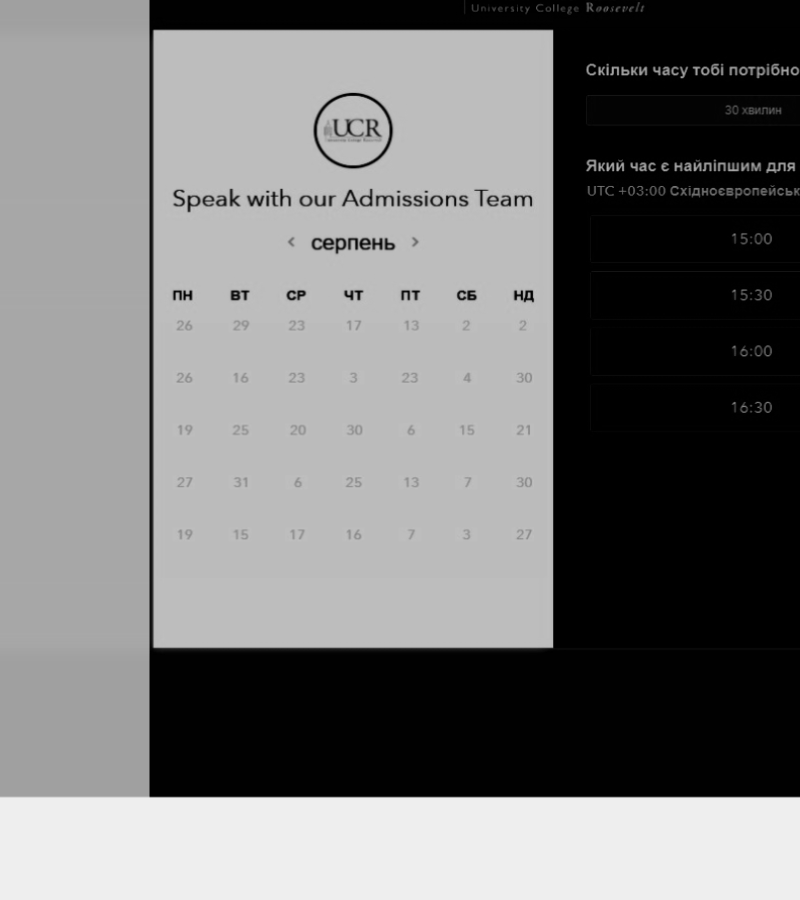 University College Roosevelt
UCR
Speak with our Admissions Team
< серпень >
ПН ВТ СР ЧТ ПТ СБ НД
26 29 23 17 13 2 2
26 16 23 3 23 4 30
19 25 20 30 6 15 21
27 31 6 25 13 7 30
19 15 17 16 7 3 27
Скільки часу тобі потрібно
30 хвилин
Який час є найліпшим для
UTC +03:00 Східноєвропейськ
15:00
15:30
16:00
16:30